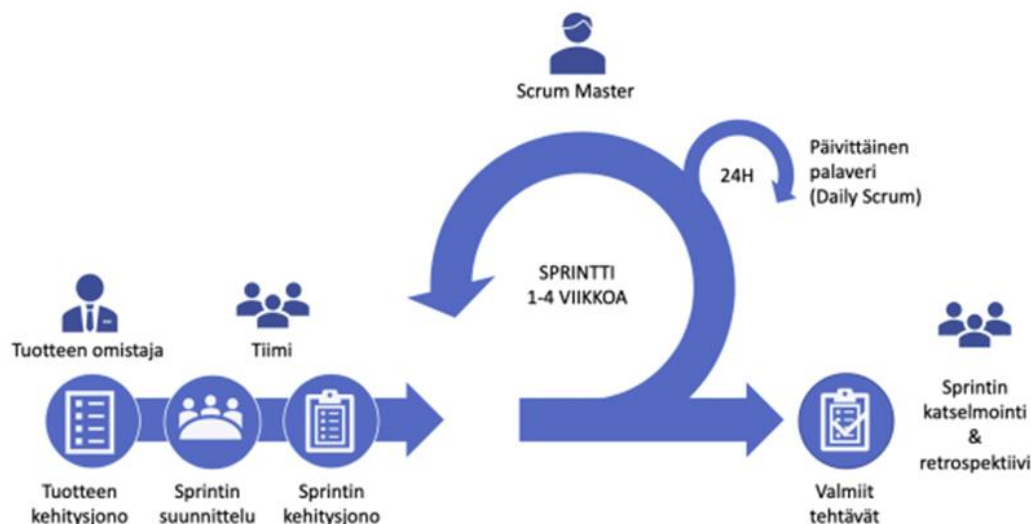 Scrum Master
24H
Päivittäinen
palaveri
(Daily Scrum)
SPRINTTI
1-4 VIIKKOA
Tuotteen omistaja
Tiimi
Sprintin
katselmointi
&
retrospektiivi
Tuotteen
kehitysjono
Sprintin
suunnittelu
Sprintin
kehitysjono
Valmiit
tehtävät